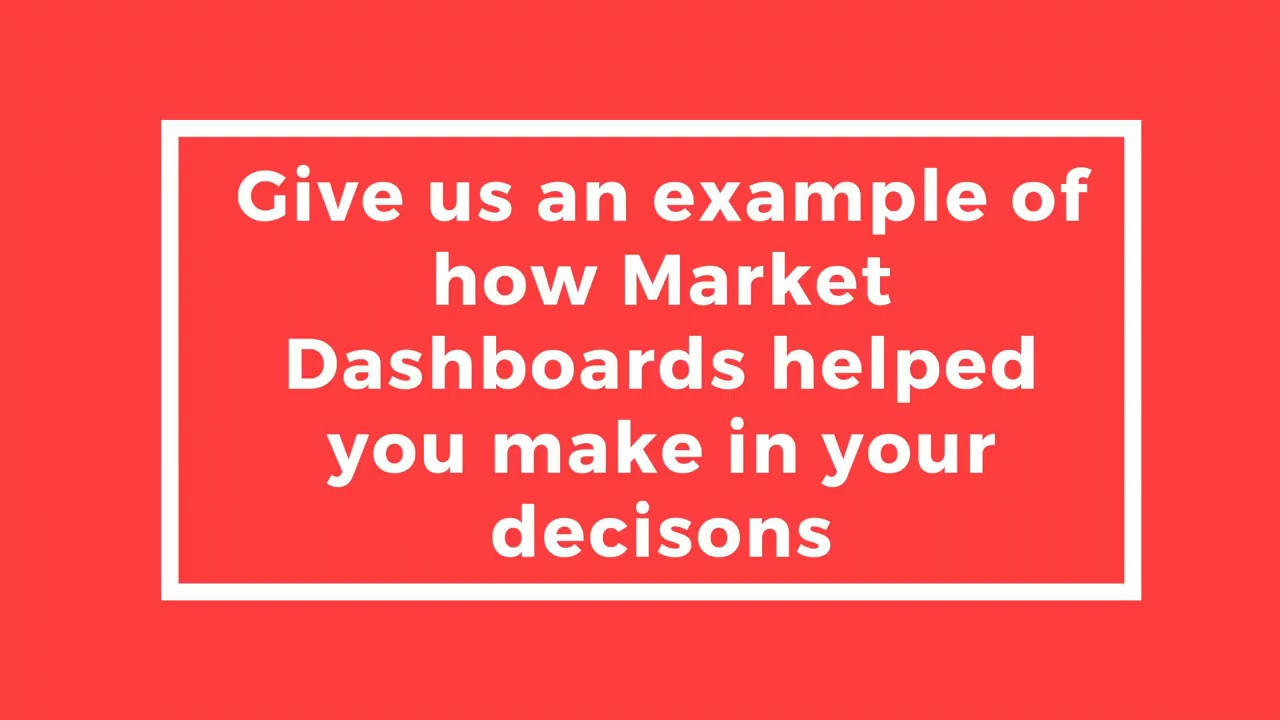 Give us an example of
how Market
Dashboards helped
you make in your
decisons